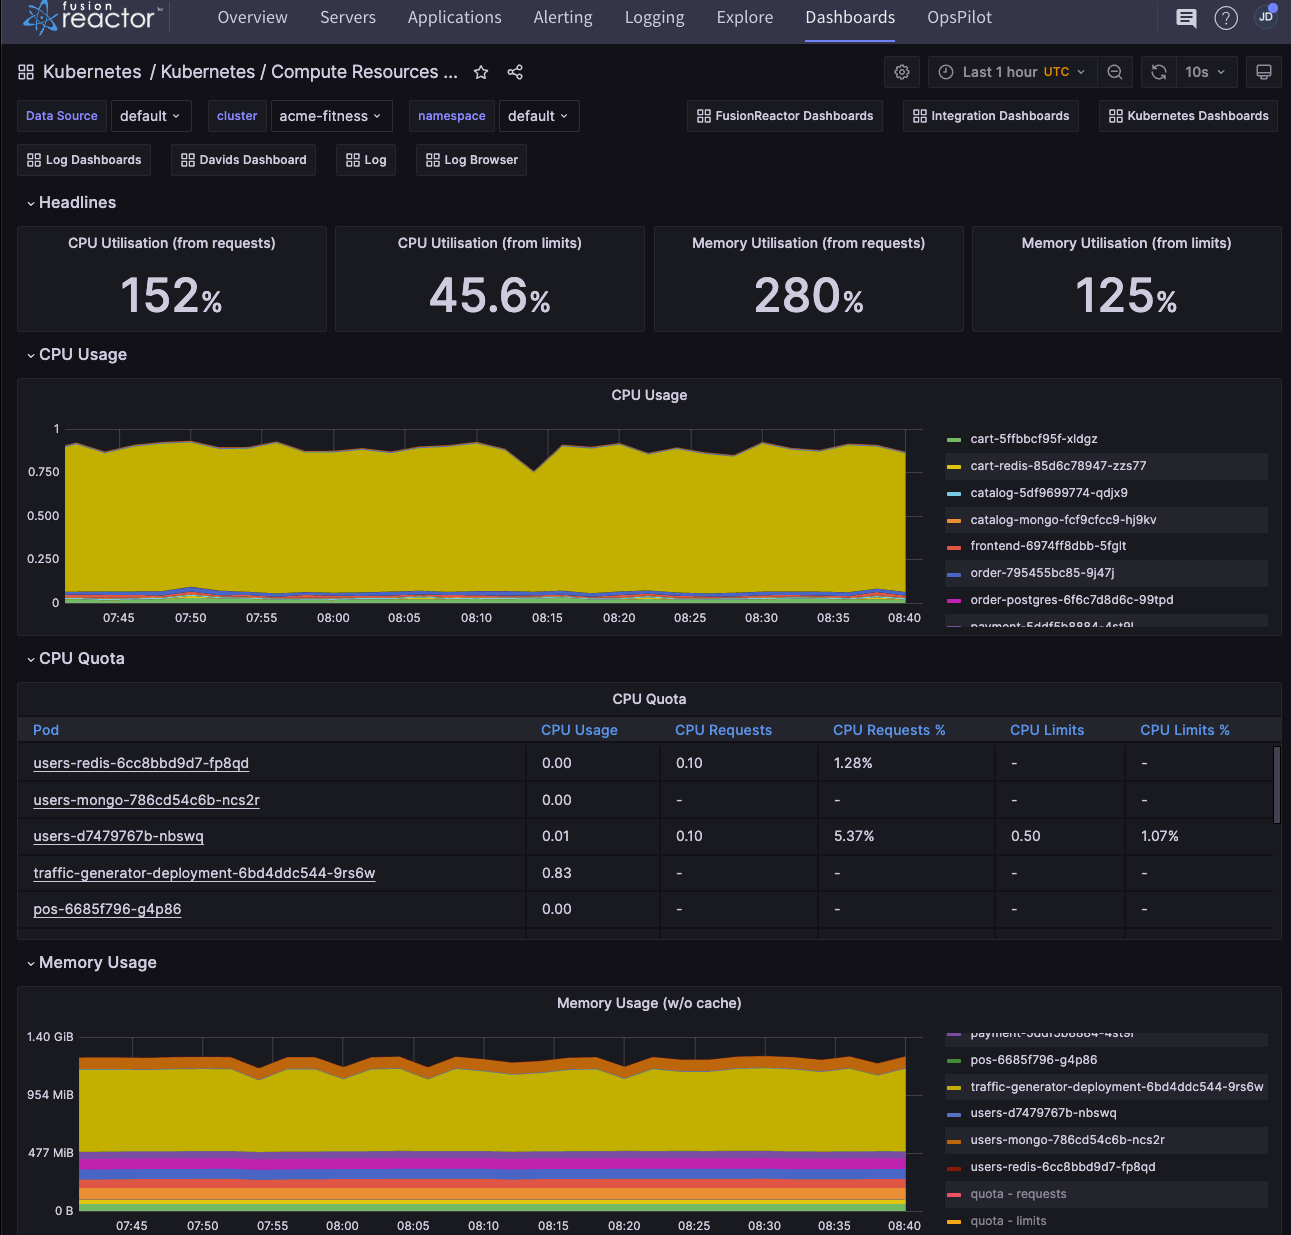 fusion
reactor
Overview Servers Applications Alerting Logging Explore Dashboards OpsPilot
JD
Kubernetes / Kubernetes / Compute Resources ...
Last 1 hour UTC
10s
Data Source default cluster acme-fitness namespace default
FusionReactor Dashboards Integration Dashboards Kubernetes Dashboards
Log Dashboards Davids Dashboard Log Log Browser
Headlines
CPU Utilisation (from requests) CPU Utilisation (from limits) Memory Utilisation (from requests) Memory Utilisation (from limits)
152% 45.6% 280% 125%
CPU Usage
CPU Usage
1
0.750
0.500
0.250
0
07:45 07:50 07:55 08:00 08:05 08:10 08:15 08:20 08:25 08:30 08:35 08:40
cart-5ffbbcf95f-xldgz
cart-redis-85d6c78947-zzs77
catalog-5df9699774-qdjx9
catalog-mongo-fcf9cfcc9-hj9kv
frontend-6974ff8dbb-5fglt
order-795455bc85-9j47j
order-postgres-6f6c7d8d6c-99tpd
payment-5ddf5b8884-4st9l
CPU Quota
CPU Quota
Pod CPU Usage CPU Requests CPU Requests % CPU Limits CPU Limits %
users-redis-6cc8bbd9d7-fp8qd 0.00 0.10 1.28% - -
users-mongo-786cd54c6b-ncs2r 0.00 - - - -
users-d7479767b-nbswq 0.01 0.10 5.37% 0.50 1.07%
traffic-generator-deployment-6bd4ddc544-9rs6w 0.83 - - - -
pos-6685f796-g4p86 0.00 - - - -
Memory Usage
Memory Usage (w/o cache)
1.40 GiB
954 MiB
477 MiB
0 B
07:45 07:50 07:55 08:00 08:05 08:10 08:15 08:20 08:25 08:30 08:35 08:40
payment-5ddf5b8884-4st9l
pos-6685f796-g4p86
traffic-generator-deployment-6bd4ddc544-9rs6w
users-d7479767b-nbswq
users-mongo-786cd54c6b-ncs2r
users-redis-6cc8bbd9d7-fp8qd
quota - requests
quota - limits